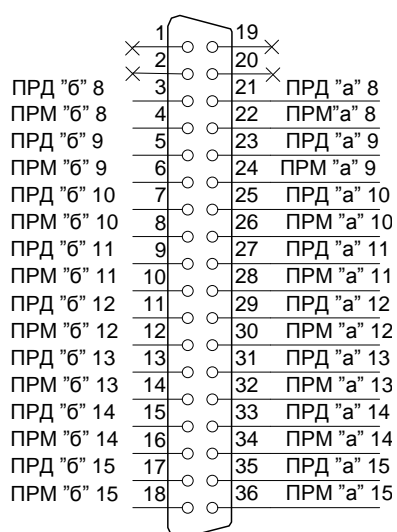 1 19
2 20
ПРД "б" 8 3 21 ПРД "а" 8
ПРМ "б" 8 4 22 ПРМ"а" 8
ПРД "б" 9 5 23 ПРД "а" 9
ПРМ "б" 9 6 24 ПРМ "а" 9
ПРД "б" 10 7 25 ПРД "а" 10
ПРМ "б" 10 8 26 ПРМ "а" 10
ПРД "б" 11 9 27 ПРД "а" 11
ПРМ "б" 11 10 28 ПРМ "а" 11
ПРД "б" 12 11 29 ПРД "а" 12
ПРМ "б" 12 12 30 ПРМ "а" 12
ПРД "б" 13 13 31 ПРД "а" 13
ПРМ "б" 13 14 32 ПРМ "а" 13
ПРД "б" 14 15 33 ПРД "а" 14
ПРМ "б" 14 16 34 ПРМ "а" 14
ПРД "б" 15 17 35 ПРД "а" 15
ПРМ "б" 15 18 36 ПРМ "а" 15